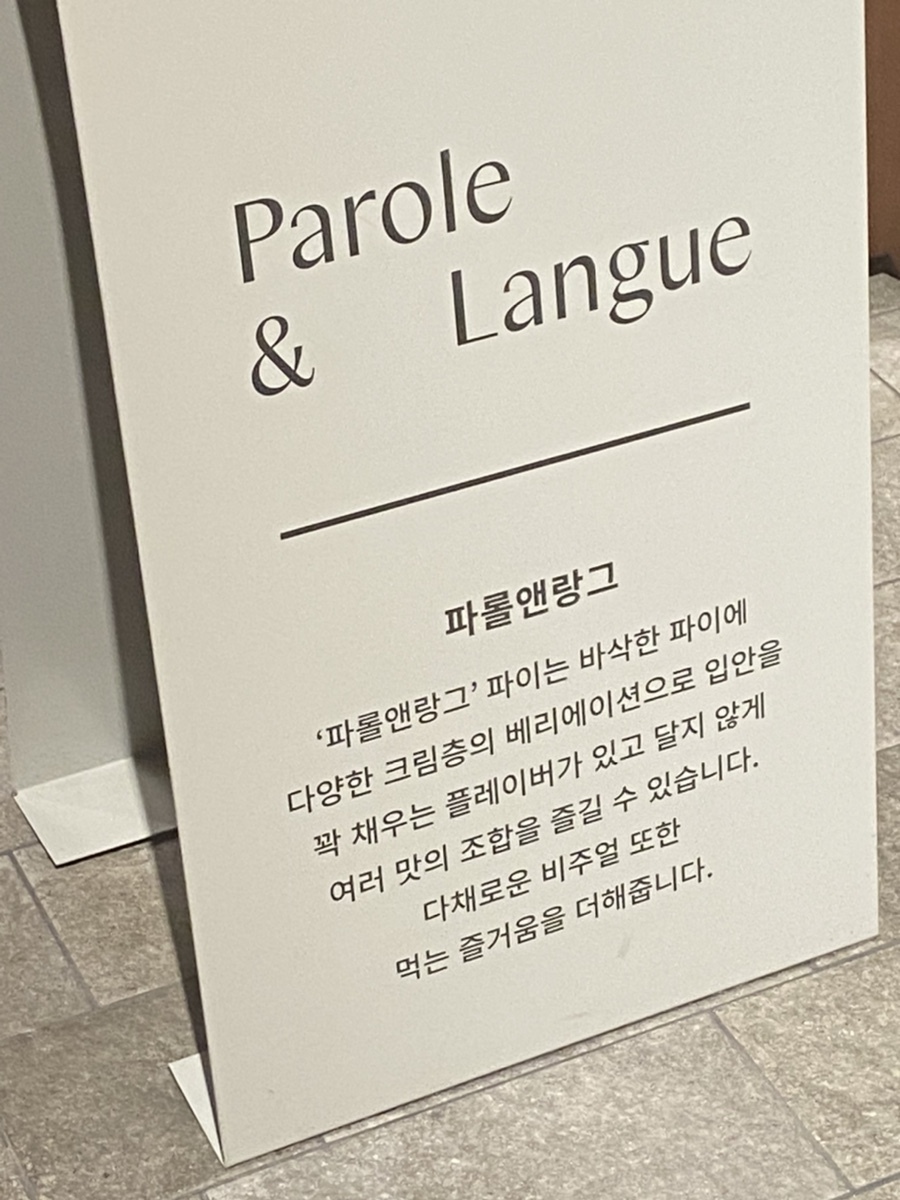 Parole
& Langue
파롤앤랑그
‘파롤앤랑그’ 파이는 바삭한 파이에
다양한 크림층의 베리에이션으로 입안을
꽉 채우는 플레이버가 있고 달지 않게
여러 맛의 조합을 즐길 수 있습니다.
다채로운 비주얼 또한
먹는 즐거움을 더해줍니다.